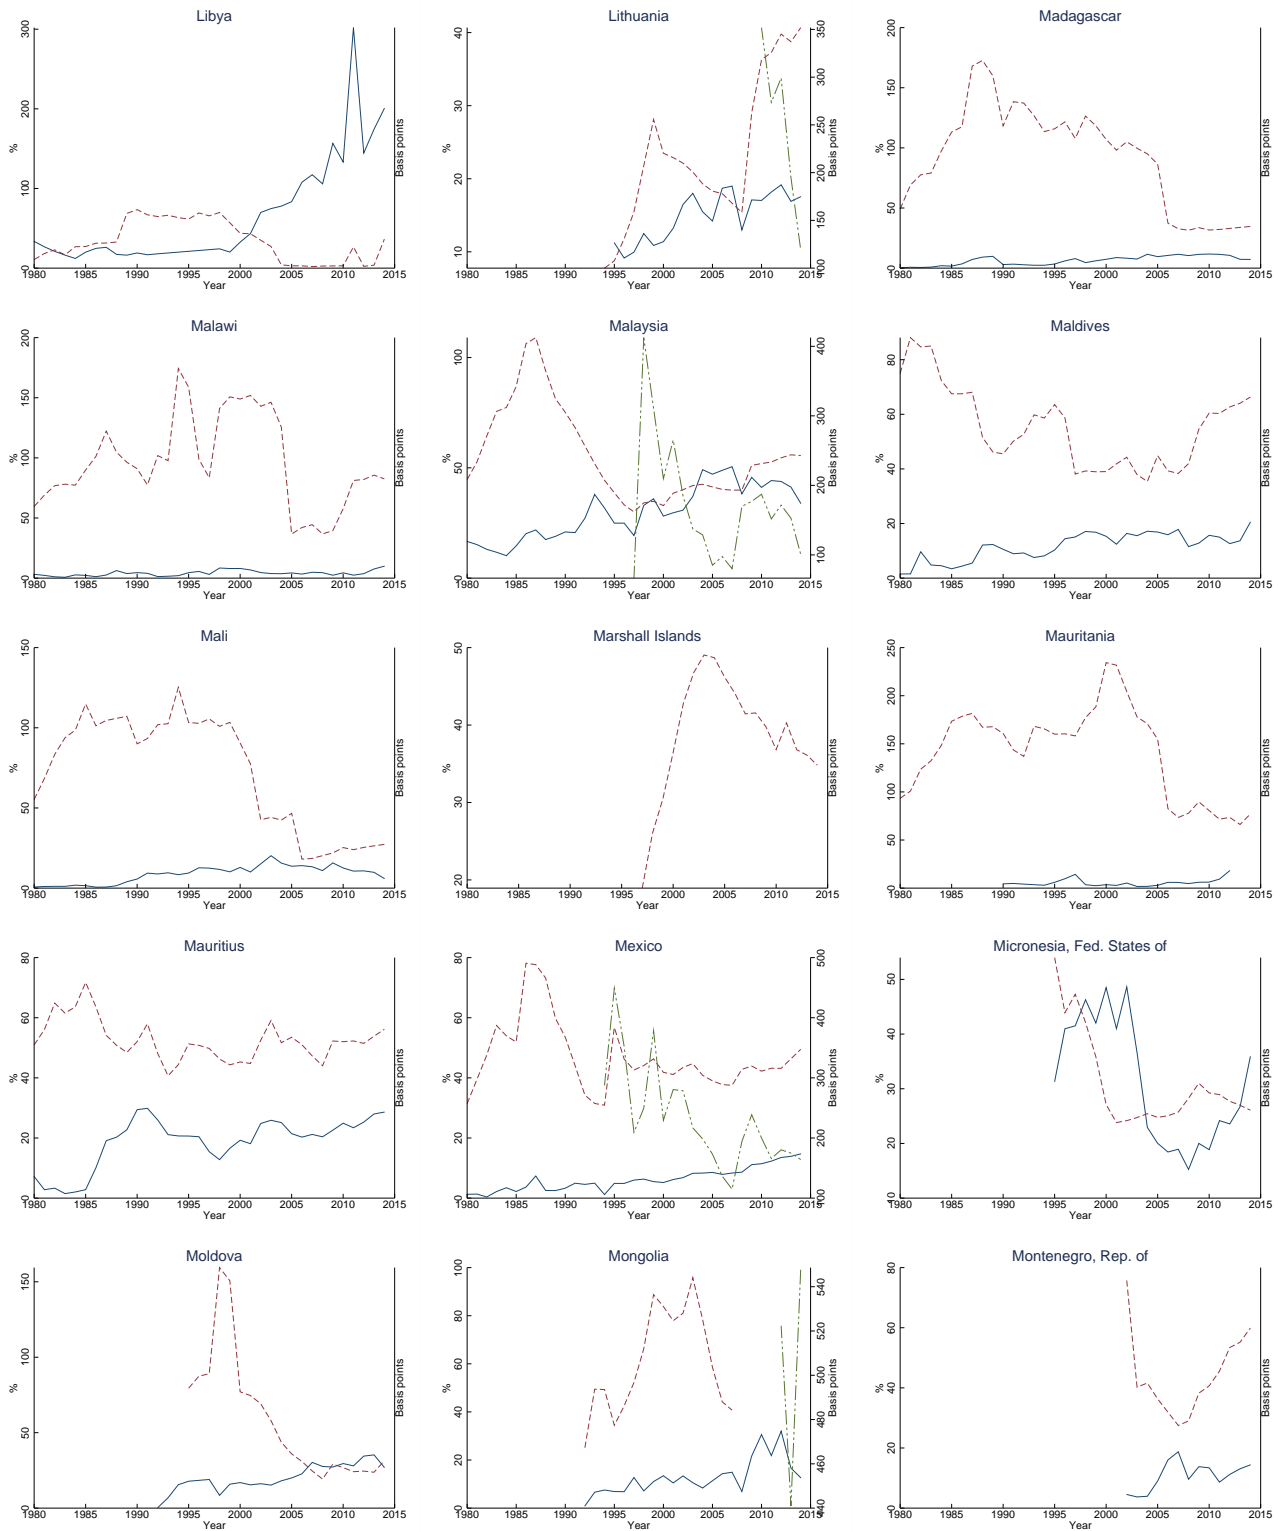 Libya
300
200
100
0
%
Basis points
1980 1985 1990 1995 2000 2005 2010 2015
Year
Lithuania
40
30
20
10
%
350
300
250
200
150
100
Basis points
1980 1985 1990 1995 2000 2005 2010 2015
Year
Madagascar
200
150
100
50
0
%
Basis points
1980 1985 1990 1995 2000 2005 2010 2015
Year
Malawi
200
150
100
50
0
%
Basis points
1980 1985 1990 1995 2000 2005 2010 2015
Year
Malaysia
100
50
0
%
400
300
200
100
Basis points
1980 1985 1990 1995 2000 2005 2010 2015
Year
Maldives
80
60
40
20
0
%
Basis points
1980 1985 1990 1995 2000 2005 2010 2015
Year
Mali
150
100
50
0
%
Basis points
1980 1985 1990 1995 2000 2005 2010 2015
Year
Marshall Islands
50
40
30
20
%
Basis points
1980 1985 1990 1995 2000 2005 2010 2015
Year
Mauritania
250
200
150
100
50
0
%
Basis points
1980 1985 1990 1995 2000 2005 2010 2015
Year
Mauritius
80
60
40
20
0
%
Basis points
1980 1985 1990 1995 2000 2005 2010 2015
Year
Mexico
80
60
40
20
0
%
500
400
300
200
100
Basis points
1980 1985 1990 1995 2000 2005 2010 2015
Year
Micronesia, Fed. States of
50
40
30
20
10
%
Basis points
1980 1985 1990 1995 2000 2005 2010 2015
Year
Moldova
150
100
50
0
%
Basis points
1980 1985 1990 1995 2000 2005 2010 2015
Year
Mongolia
100
80
60
40
20
0
%
540
520
500
480
460
440
Basis points
1980 1985 1990 1995 2000 2005 2010 2015
Year
Montenegro, Rep. of
80
60
40
20
0
%
Basis points
1980 1985 1990 1995 2000 2005 2010 2015
Year